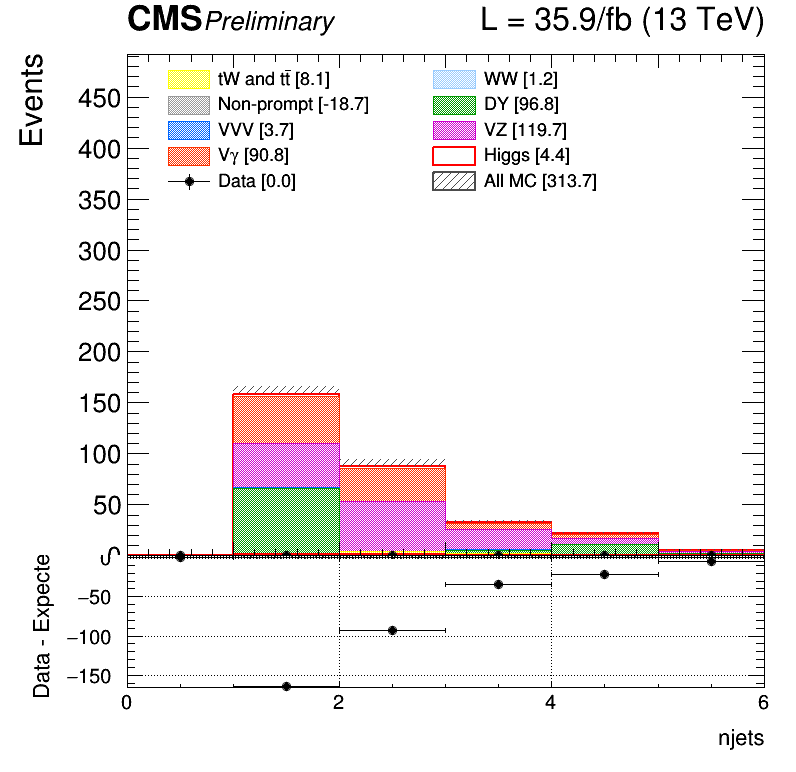 CMS Preliminary L = 35.9/fb (13 TeV)
Events
tW and tt̄ [8.1] WW [1.2]
Non-prompt [-18.7] DY [96.8]
VVV [3.7] VZ [119.7]
Vγ [90.8] Higgs [4.4]
Data [0.0] All MC [313.7]
450
400
350
300
250
200
150
100
50
0
Data - Expecte
−50
−100
−150
0 2 4 6
njets